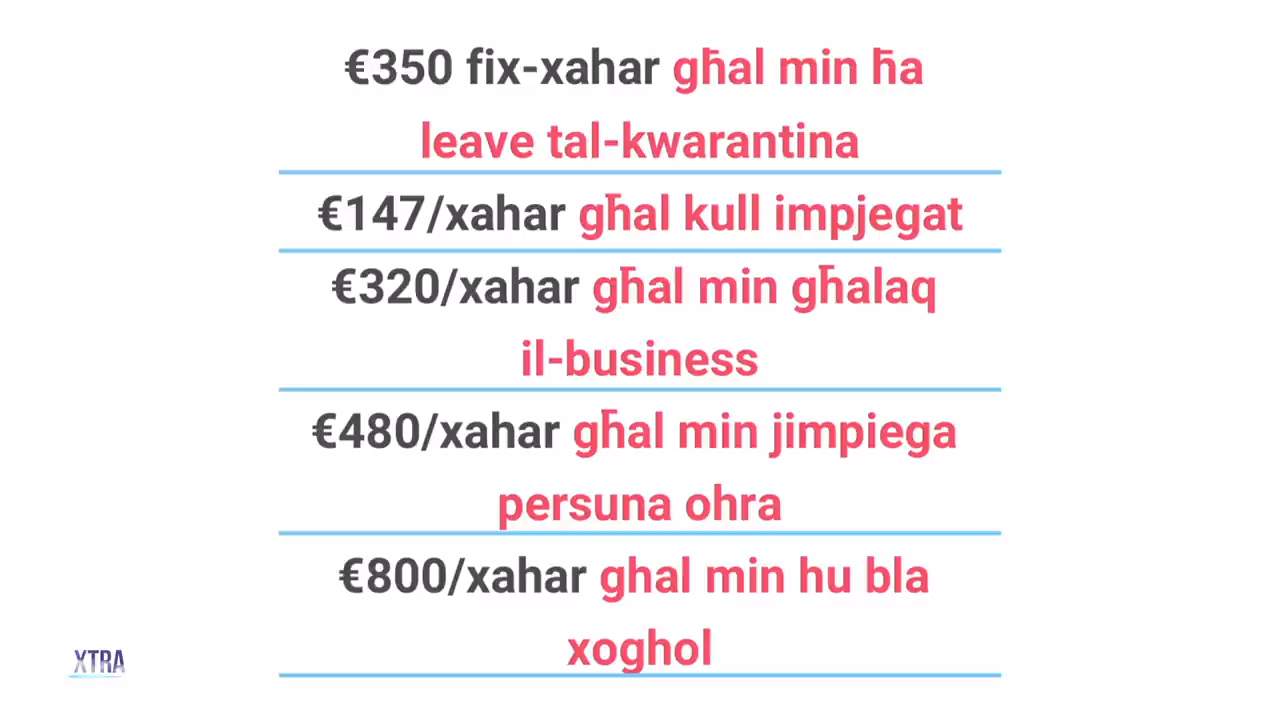 €350 fix-xahar għal min ħa
leave tal-kwarantina
€147/xahar għal kull impjegat
€320/xahar għal min għalaq
il-business
€480/xahar għal min jimpiega
persuna ohra
€800/xahar ghal min hu bla
xoghol
XTRA